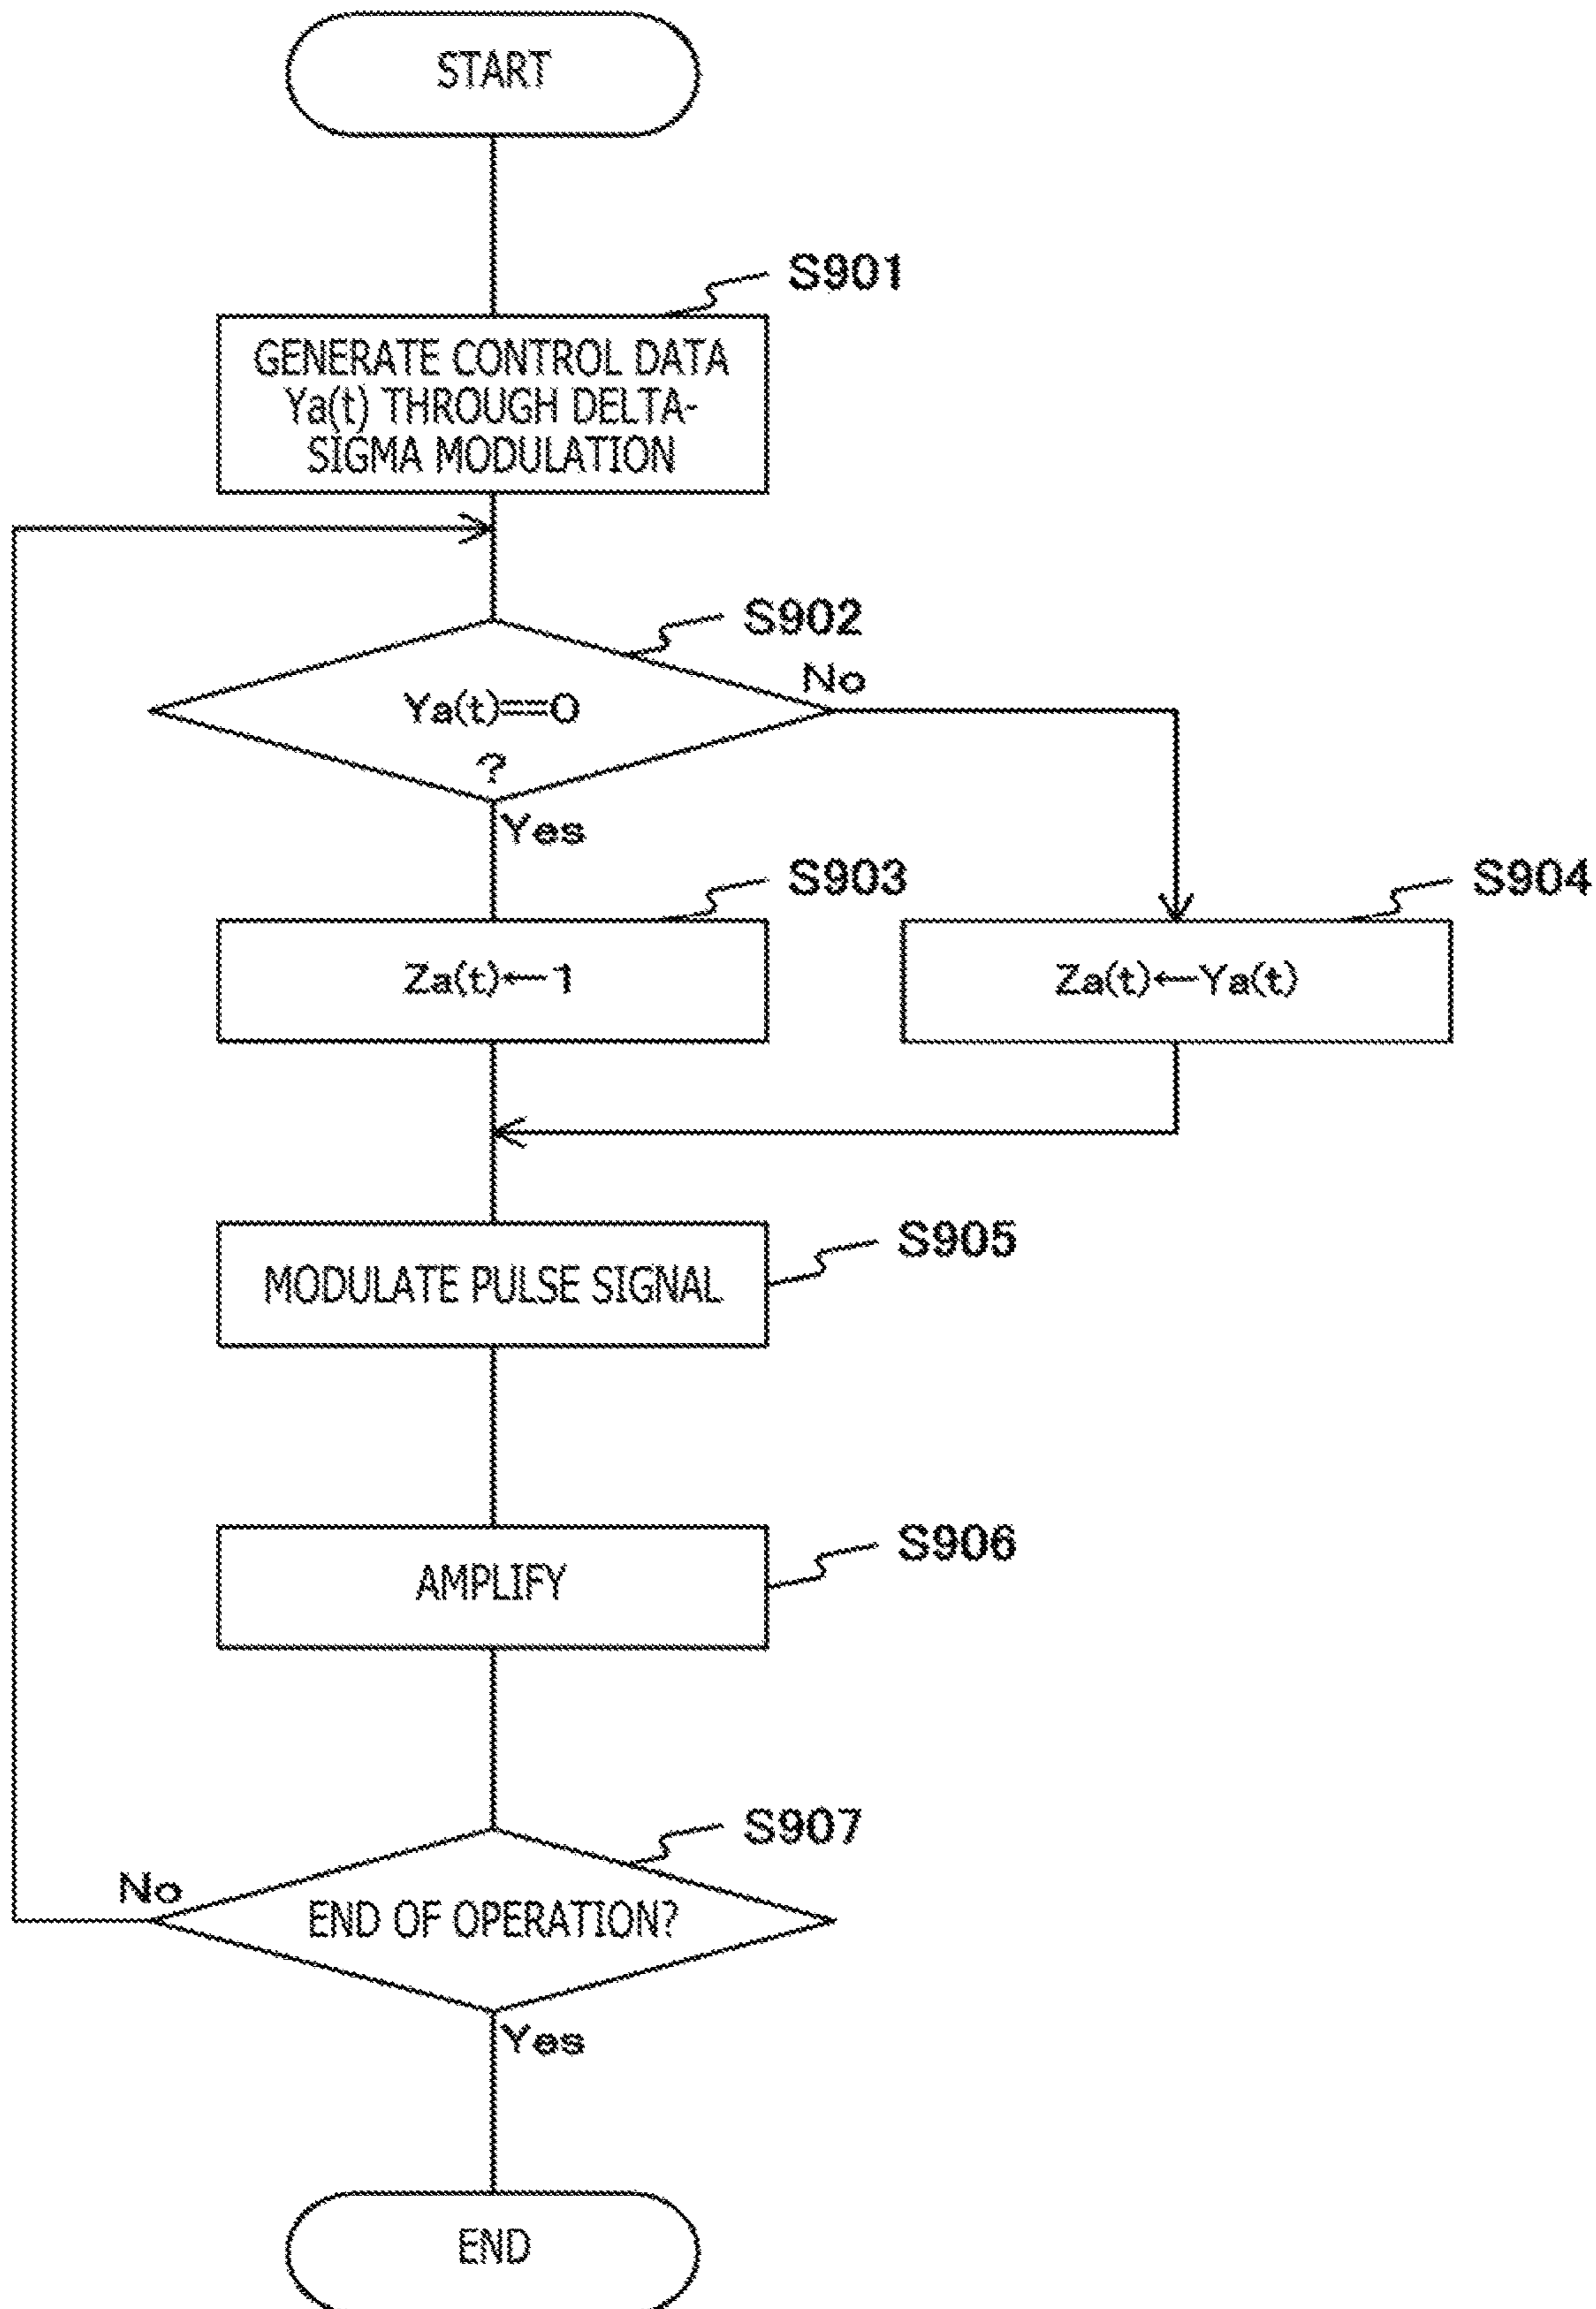 START
S901
GENERATE CONTROL DATA
Ya(t) THROUGH DELTA-
SIGMA MODULATION
S902
No
Ya(t)==0
?
Yes
S903
S904
Za(t)←1
Za(t)←Ya(t)
S905
MODULATE PULSE SIGNAL
S906
AMPLIFY
S907
No
END OF OPERATION?
Yes
END